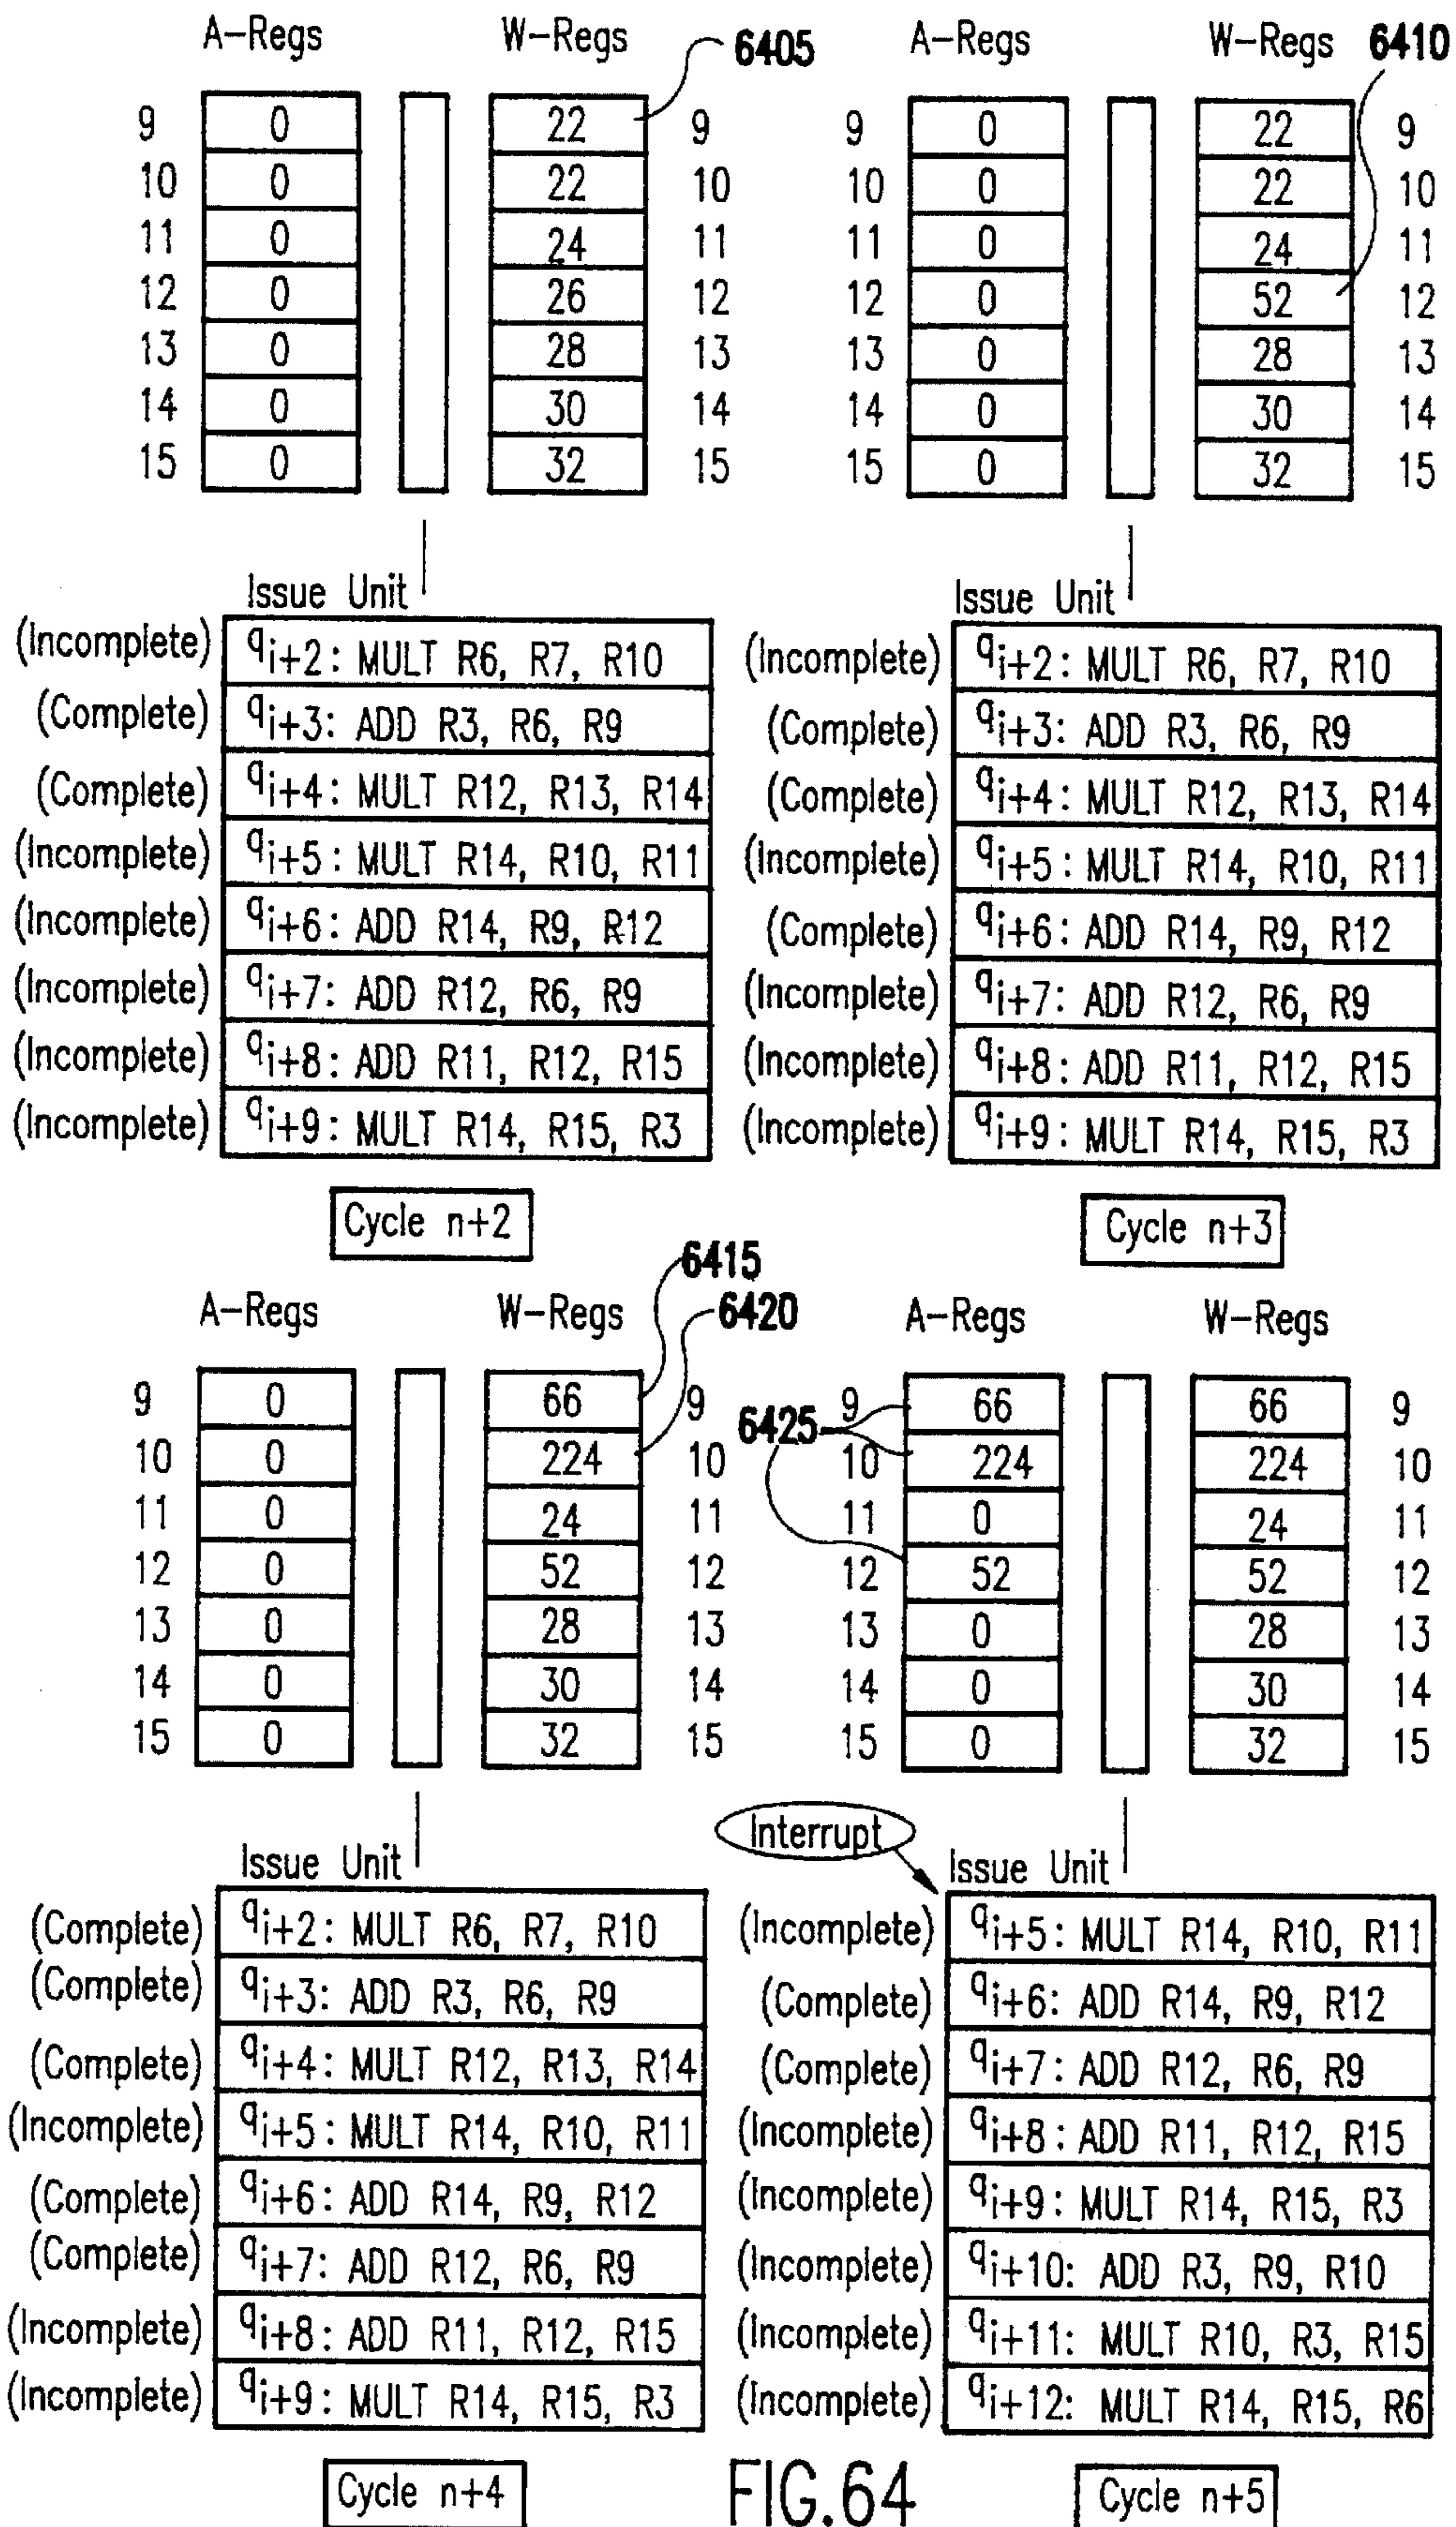 A-Regs W-Regs 6405 A-Regs W-Regs 6410
9 0 22 9 9 0 22 9
10 0 22 10 10 0 22 10
11 0 24 11 11 0 24 11
12 0 26 12 12 0 52 12
13 0 28 13 13 0 28 13
14 0 30 14 14 0 30 14
15 0 32 15 15 0 32 15
Issue Unit Issue Unit
(Incomplete) qi+2: MULT R6, R7, R10 (Incomplete) qi+2: MULT R6, R7, R10
(Complete) qi+3: ADD R3, R6, R9 (Complete) qi+3: ADD R3, R6, R9
(Complete) qi+4: MULT R12, R13, R14 (Complete) qi+4: MULT R12, R13, R14
(Incomplete) qi+5: MULT R14, R10, R11 (Incomplete) qi+5: MULT R14, R10, R11
(Incomplete) qi+6: ADD R14, R9, R12 (Complete) qi+6: ADD R14, R9, R12
(Incomplete) qi+7: ADD R12, R6, R9 (Incomplete) qi+7: ADD R12, R6, R9
(Incomplete) qi+8: ADD R11, R12, R15 (Incomplete) qi+8: ADD R11, R12, R15
(Incomplete) qi+9: MULT R14, R15, R3 (Incomplete) qi+9: MULT R14, R15, R3
Cycle n+2 Cycle n+3
6415
A-Regs W-Regs 6420 A-Regs W-Regs
9 0 66 9 6425 9 66 66 9
10 0 224 10 10 224 224 10
11 0 24 11 11 0 24 11
12 0 52 12 12 52 52 12
13 0 28 13 13 0 28 13
14 0 30 14 14 0 30 14
15 0 32 15 15 0 32 15
Interrupt
Issue Unit Issue Unit
(Complete) qi+2: MULT R6, R7, R10 (Incomplete) qi+5: MULT R14, R10, R11
(Complete) qi+3: ADD R3, R6, R9 (Complete) qi+6: ADD R14, R9, R12
(Complete) qi+4: MULT R12, R13, R14 (Complete) qi+7: ADD R12, R6, R9
(Incomplete) qi+5: MULT R14, R10, R11 (Incomplete) qi+8: ADD R11, R12, R15
(Complete) qi+6: ADD R14, R9, R12 (Incomplete) qi+9: MULT R14, R15, R3
(Complete) qi+7: ADD R12, R6, R9 (Incomplete) qi+10: ADD R3, R9, R10
(Incomplete) qi+8: ADD R11, R12, R15 (Incomplete) qi+11: MULT R10, R3, R15
(Incomplete) qi+9: MULT R14, R15, R3 (Incomplete) qi+12: MULT R14, R15, R6
Cycle n+4 FIG.64 Cycle n+5